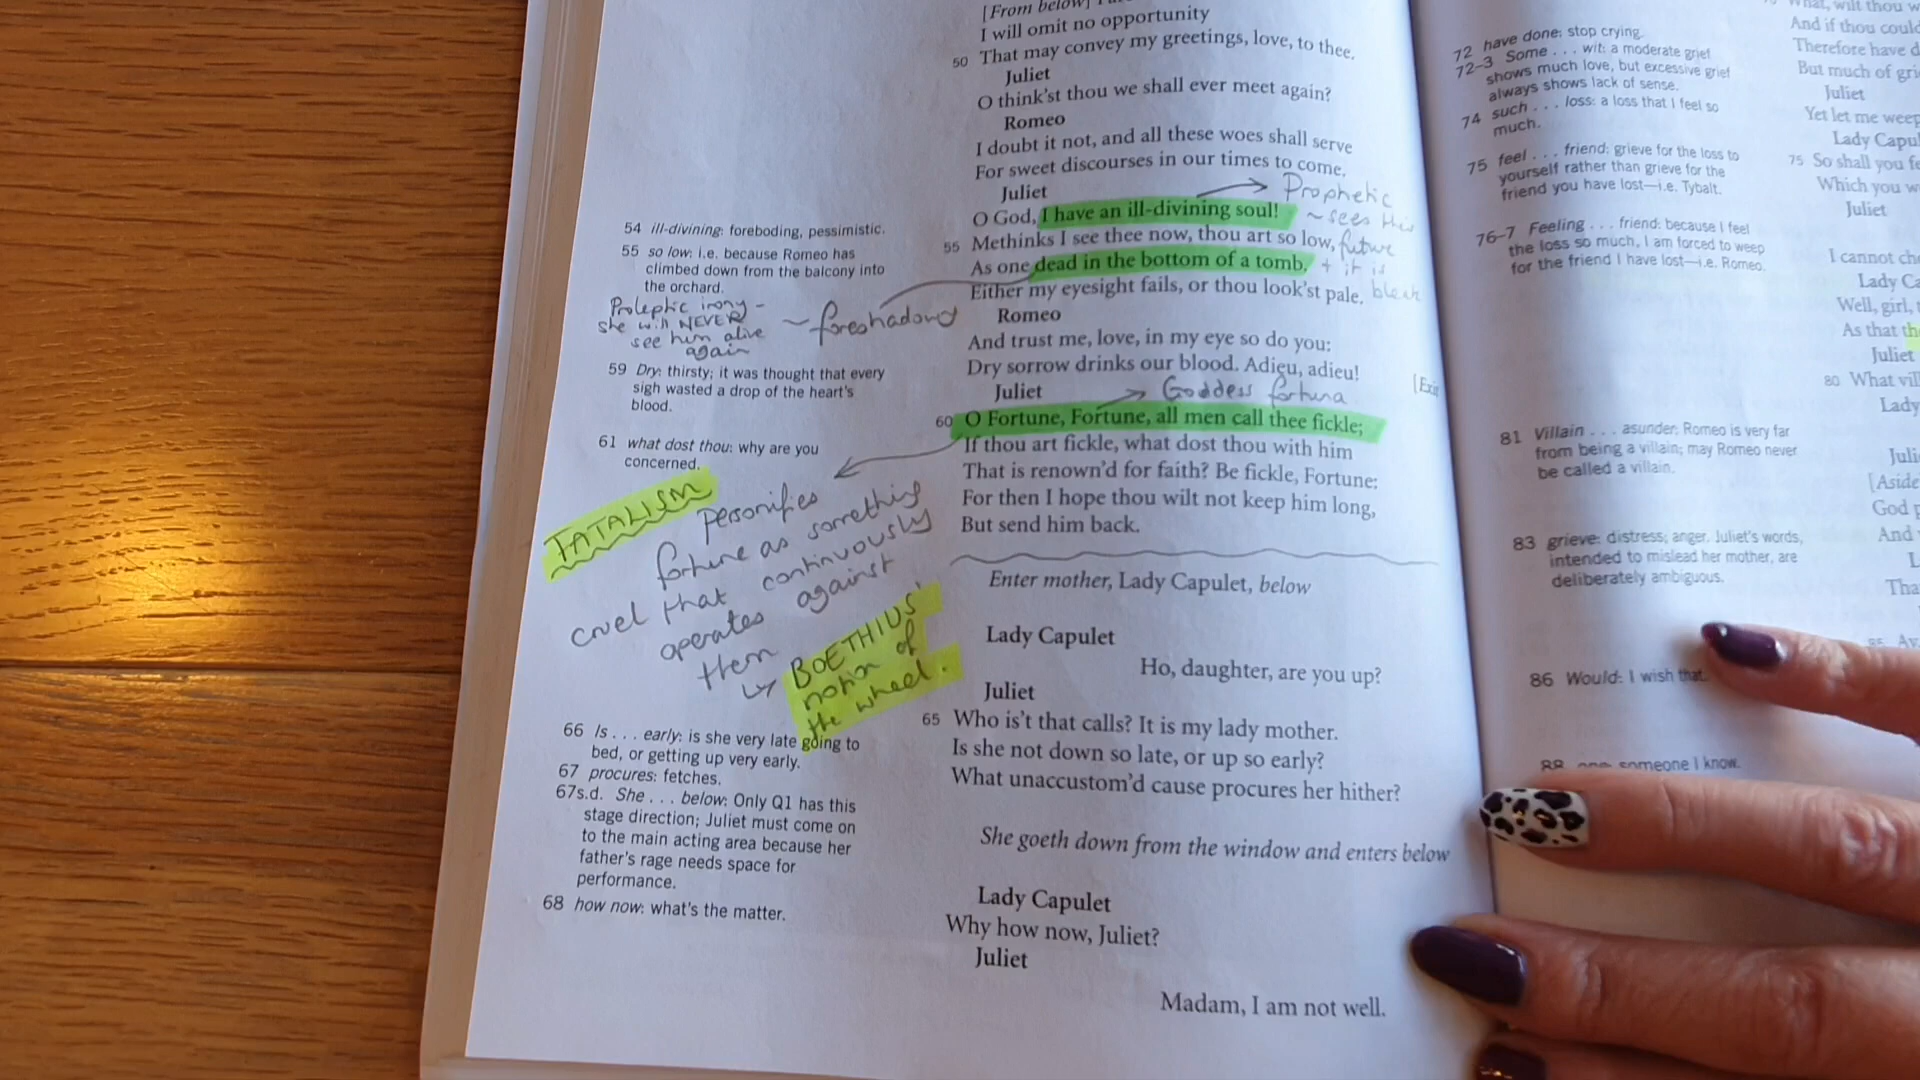 [From below]
I will omit no opportunity
50 That may convey my greetings, love, to thee.
Juliet
O think'st thou we shall ever meet again?
Romeo
I doubt it not, and all these woes shall serve
For sweet discourses in our times to come.
Juliet
→ Prophetic
O God, I have an ill-divining soul! ~ sees this
55 Methinks I see thee now, thou art so low, future
As one dead in the bottom of a tomb. + it is
Either my eyesight fails, or thou look'st pale. bleak
Romeo
And trust me, love, in my eye so do you:
Dry sorrow drinks our blood. Adieu, adieu!
Juliet
→ Goddess fortuna
60 O Fortune, Fortune, all men call thee fickle;
If thou art fickle, what dost thou with him
That is renown'd for faith? Be fickle, Fortune:
For then I hope thou wilt not keep him long,
But send him back.
Enter mother, Lady Capulet, below
Lady Capulet
Ho, daughter, are you up?
Juliet
65 Who is't that calls? It is my lady mother.
Is she not down so late, or up so early?
What unaccustom'd cause procures her hither?
She goeth down from the window and enters below
Lady Capulet
Why how now, Juliet?
Juliet
Madam, I am not well.
54 ill-divining: foreboding, pessimistic.
55 so low: i.e. because Romeo has
climbed down from the balcony into
the orchard.
Proleptic irony -
she will NEVER
see him alive
again
~ foreshadows
59 Dry: thirsty; it was thought that every
sigh wasted a drop of the heart's
blood.
61 what dost thou: why are you
concerned.
FATALISM
personifies
fortune as something
cruel that continuously
operates against
them
↳ BOETHIUS'
notion of
the wheel.
66 Is . . . early: is she very late going to
bed, or getting up very early.
67 procures: fetches.
67s.d. She . . . below: Only Q1 has this
stage direction; Juliet must come on
to the main acting area because her
father's rage needs space for
performance.
68 how now: what's the matter.
72 have done: stop crying.
72–3 Some . . . wit: a moderate grief
shows much love, but excessive grief
always shows lack of sense.
74 such . . . loss: a loss that I feel so
much.
75 feel . . . friend: grieve for the loss to
yourself rather than grieve for the
friend you have lost—i.e. Tybalt.
76–7 Feeling . . . friend: because I feel
the loss so much, I am forced to weep
for the friend I have lost—i.e. Romeo.
81 Villain . . . asunder: Romeo is very far
from being a villain; may Romeo never
be called a villain.
83 grieve: distress; anger. Juliet's words,
intended to mislead her mother, are
deliberately ambiguous.
86 Would: I wish that.
88 someone I know.
What, wilt thou
And if thou could
Therefore have
But much of
Juliet
Yet let me weep
Lady
75 So shall you
Which you
Juliet
I cannot
Lady
Well, girl,
As that
Juliet
80 What
Lady
[Aside
God
And